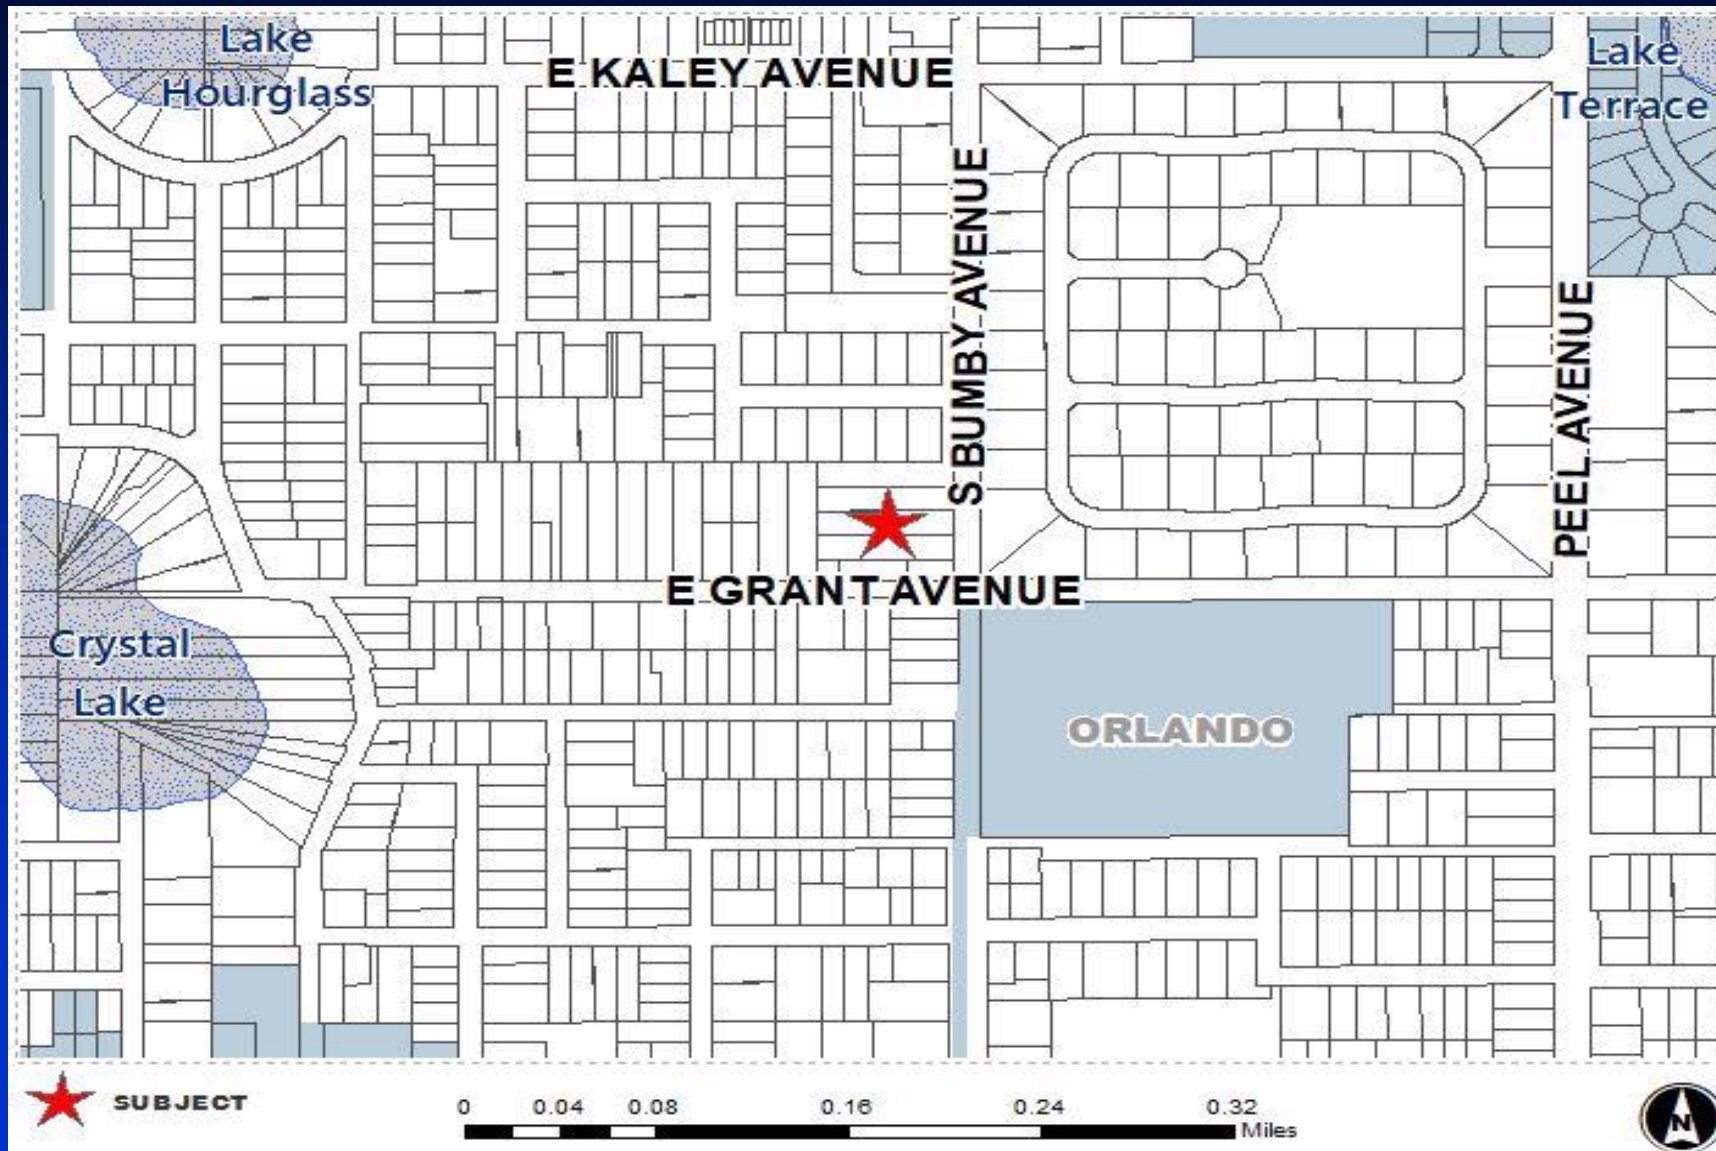 Lake
Hourglass
E KALEY AVENUE
Lake
Terrace
S BUMBY AVENUE
PEEL AVENUE
E GRANT AVENUE
Crystal
Lake
ORLANDO
SUBJECT
0 0.04 0.08 0.16 0.24 0.32
Miles
N